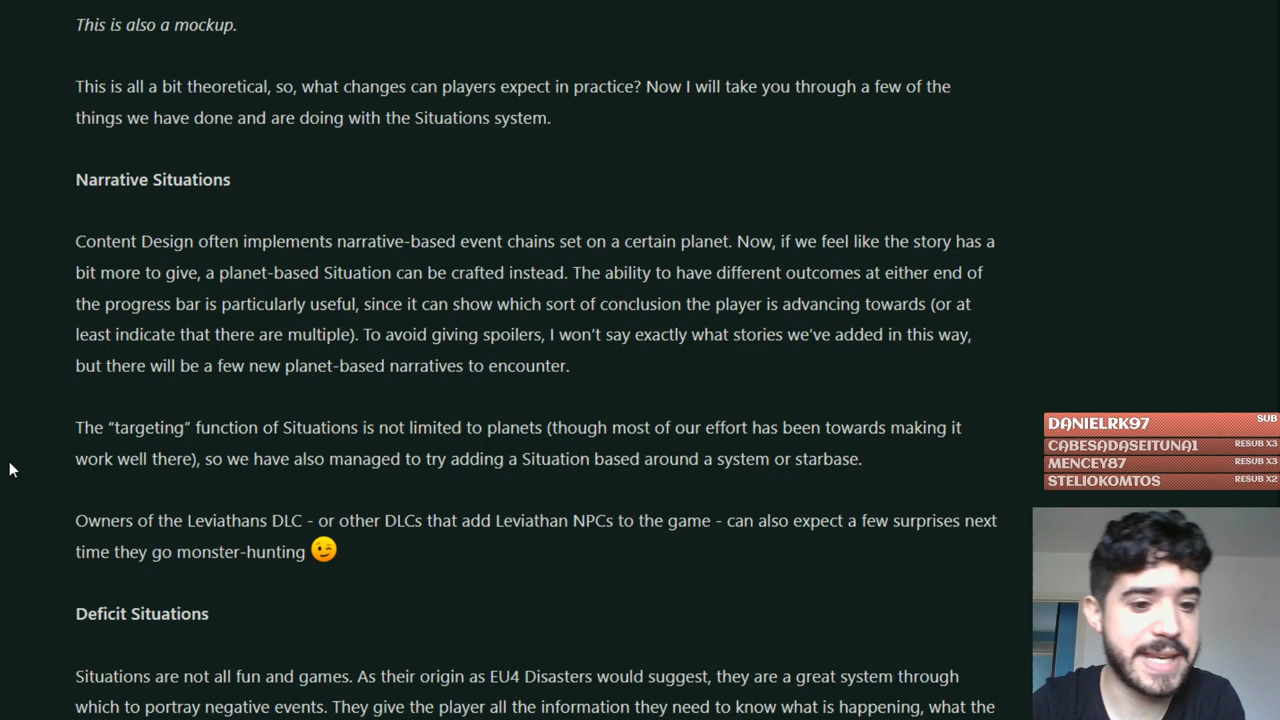 This is also a mockup.
This is all a bit theoretical, so, what changes can players expect in practice? Now I will take you through a few of the
things we have done and are doing with the Situations system.
Narrative Situations
Content Design often implements narrative-based event chains set on a certain planet. Now, if we feel like the story has a
bit more to give, a planet-based Situation can be crafted instead. The ability to have different outcomes at either end of
the progress bar is particularly useful, since it can show which sort of conclusion the player is advancing towards (or at
least indicate that there are multiple). To avoid giving spoilers, I won’t say exactly what stories we’ve added in this way,
but there will be a few new planet-based narratives to encounter.
The “targeting” function of Situations is not limited to planets (though most of our effort has been towards making it
work well there), so we have also managed to try adding a Situation based around a system or starbase.
Owners of the Leviathans DLC - or other DLCs that add Leviathan NPCs to the game - can also expect a few surprises next
time they go monster-hunting 😉
Deficit Situations
Situations are not all fun and games. As their origin as EU4 Disasters would suggest, they are a great system through
which to portray negative events. They give the player all the information they need to know what is happening, what the
DANIELRK97 SUB
CABESADASEITUNA1 RESUB X3
MENCEY87 RESUB X3
STELIOKOMTOS RESUB X2